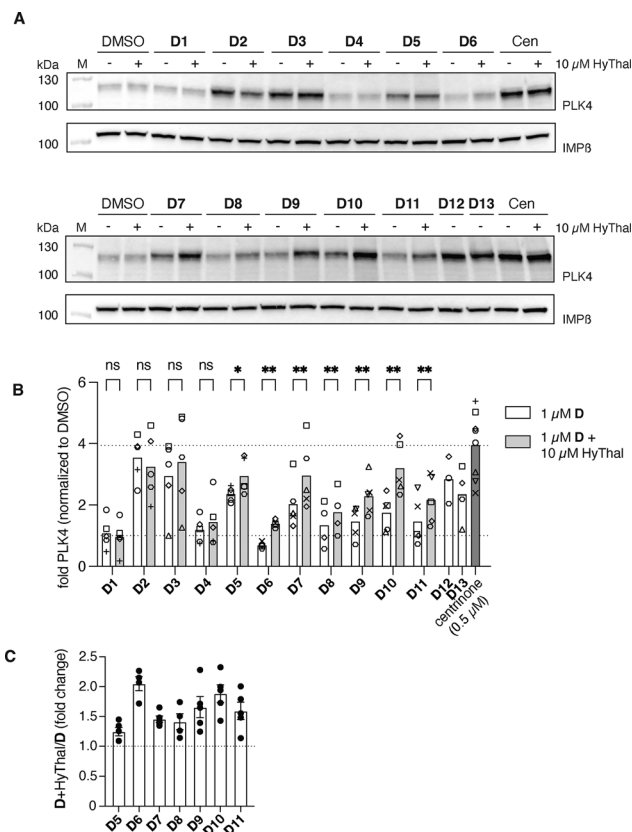 A
DMSO D1 D2 D3 D4 D5 D6 Cen
kDa M - + - + - + - + - + - + - + - + 10 µM HyThal
130
100
PLK4
100
IMPß
DMSO D7 D8 D9 D10 D11 D12 D13 Cen
kDa M - + - + - + - + - + - + - - - + 10 µM HyThal
130
100
PLK4
100
IMPß
ns ns ns ns * ** ** ** ** ** **
B
fold PLK4 (normalized to DMSO)
6
4
2
0
D1 D2 D3 D4 D5 D6 D7 D8 D9 D10 D11 D12 D13 centrinone (0.5 µM)
1 µM D
1 µM D +
10 µM HyThal
C
D+HyThal/D (fold change)
2.5
2.0
1.5
1.0
0.5
0
D5 D6 D7 D8 D9 D10 D11